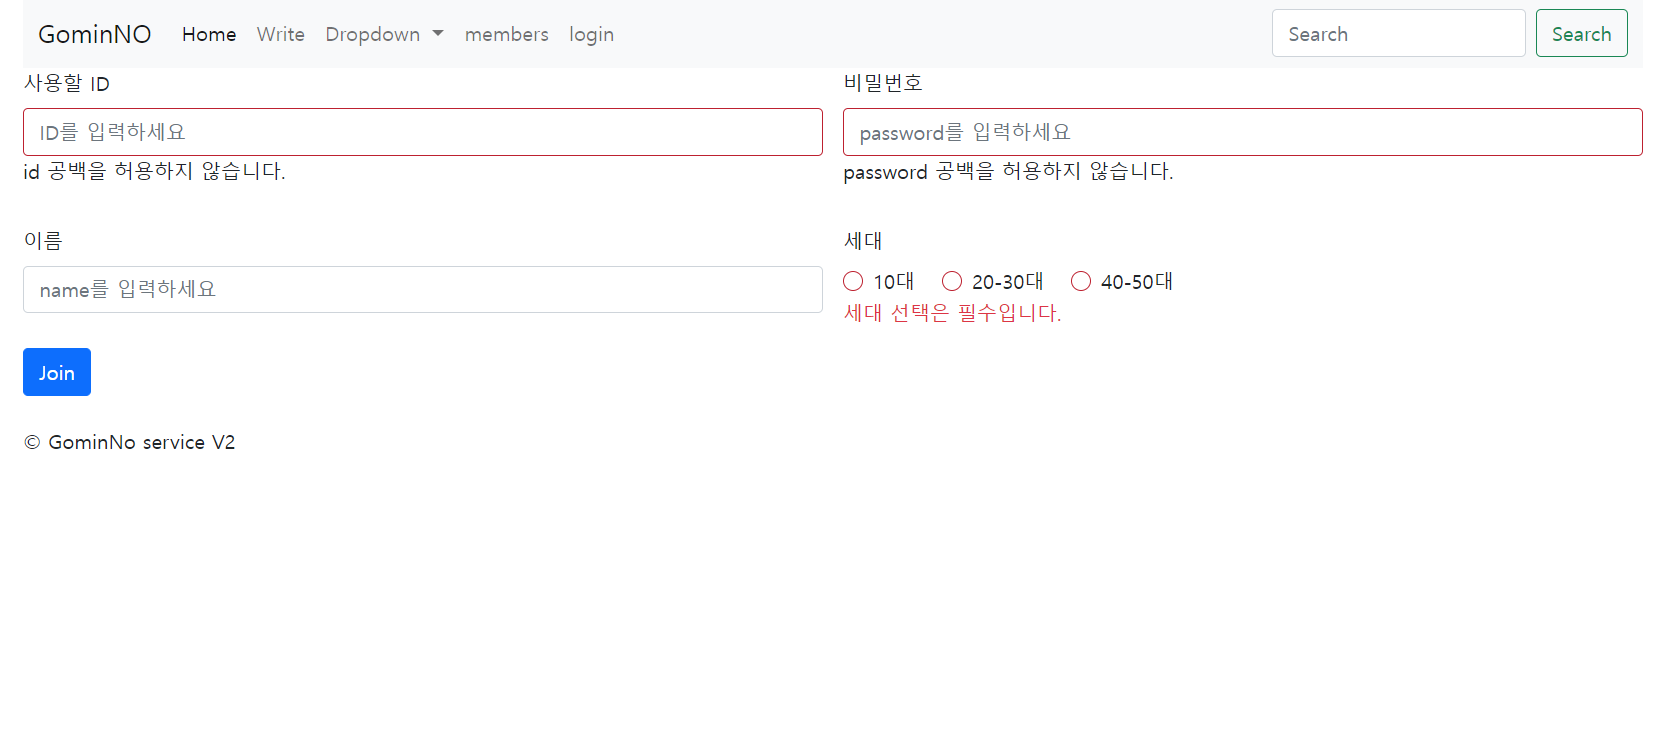 GominNO Home Write Dropdown members login Search Search
사용할 ID
ID를 입력하세요
id 공백을 허용하지 않습니다.
비밀번호
password를 입력하세요
password 공백을 허용하지 않습니다.
이름
name를 입력하세요
세대
10대 20-30대 40-50대
세대 선택은 필수입니다.
Join
© GominNo service V2